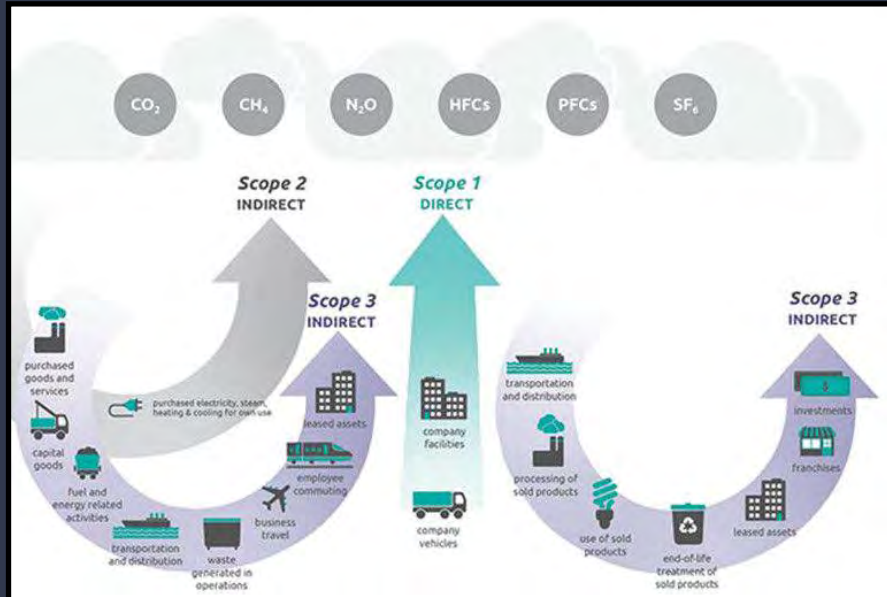 CO₂
CH₄
N₂O
HFCs
PFCs
SF₆
Scope 2
INDIRECT
Scope 1
DIRECT
Scope 3
INDIRECT
Scope 3
INDIRECT
purchased
goods and
services
capital
goods
fuel and
energy related
activities
transportation
and distribution
waste
generated in
operations
business
travel
employee
commuting
leased assets
purchased electricity, steam,
heating & cooling for own use
company
facilities
company
vehicles
transportation
and distribution
processing of
sold products
use of sold
products
end-of-life
treatment of
sold products
leased assets
franchises
investments